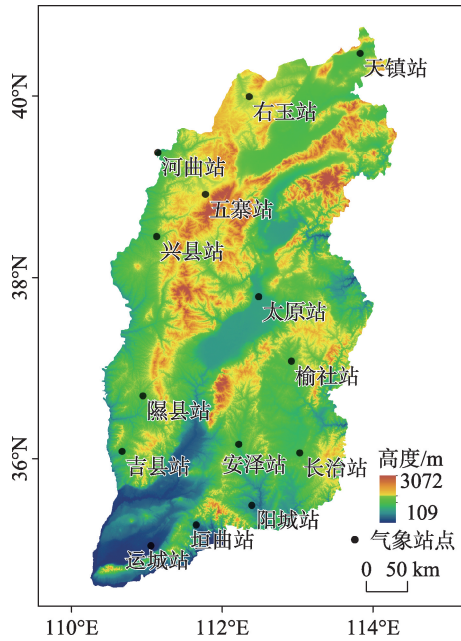 天镇站
40°N
右玉站
河曲站
五寨站
兴县站
38°N
太原站
榆社站
隰县站
36°N
吉县站
安泽站
长治站
高度/m
3072
109
阳城站
垣曲站
运城站
气象站点
0 50 km
110°E 112°E 114°E